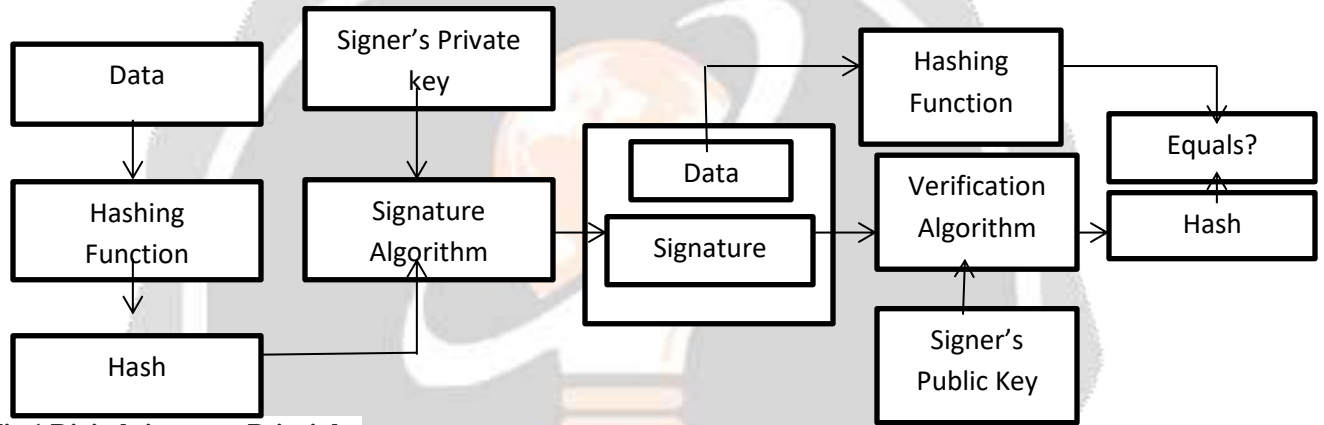 Data
Hashing
Function
Hash
Signer's Private
key
Signature
Algorithm
Data
Signature
Hashing
Function
Verification
Algorithm
Signer's
Public Key
Equals?
Hash